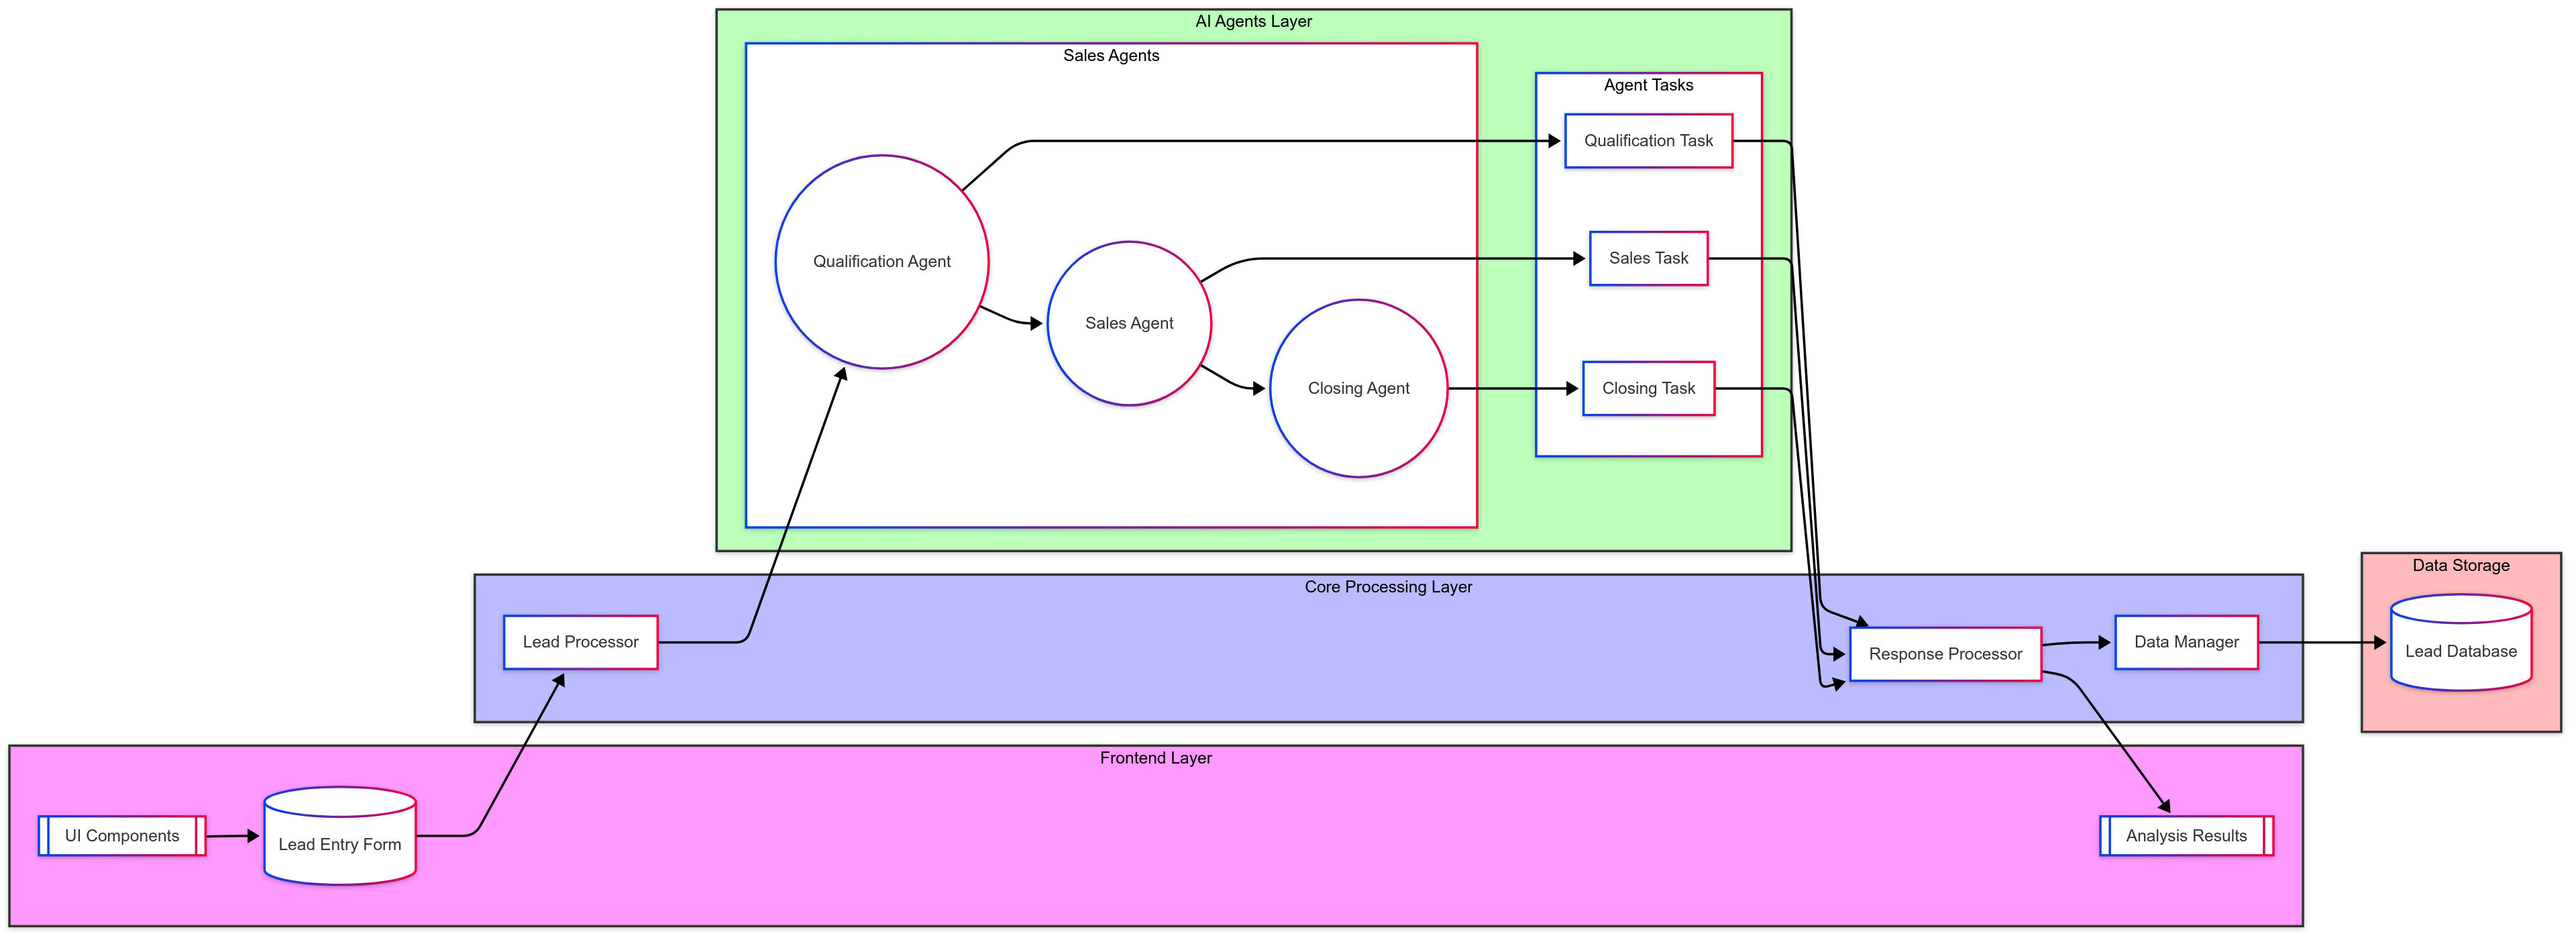 AI Agents Layer
Sales Agents
Agent Tasks
Qualification Task
Qualification Agent
Sales Task
Sales Agent
Closing Agent
Closing Task
Data Storage
Core Processing Layer
Lead Processor
Response Processor
Data Manager
Lead Database
Frontend Layer
UI Components
Lead Entry Form
Analysis Results